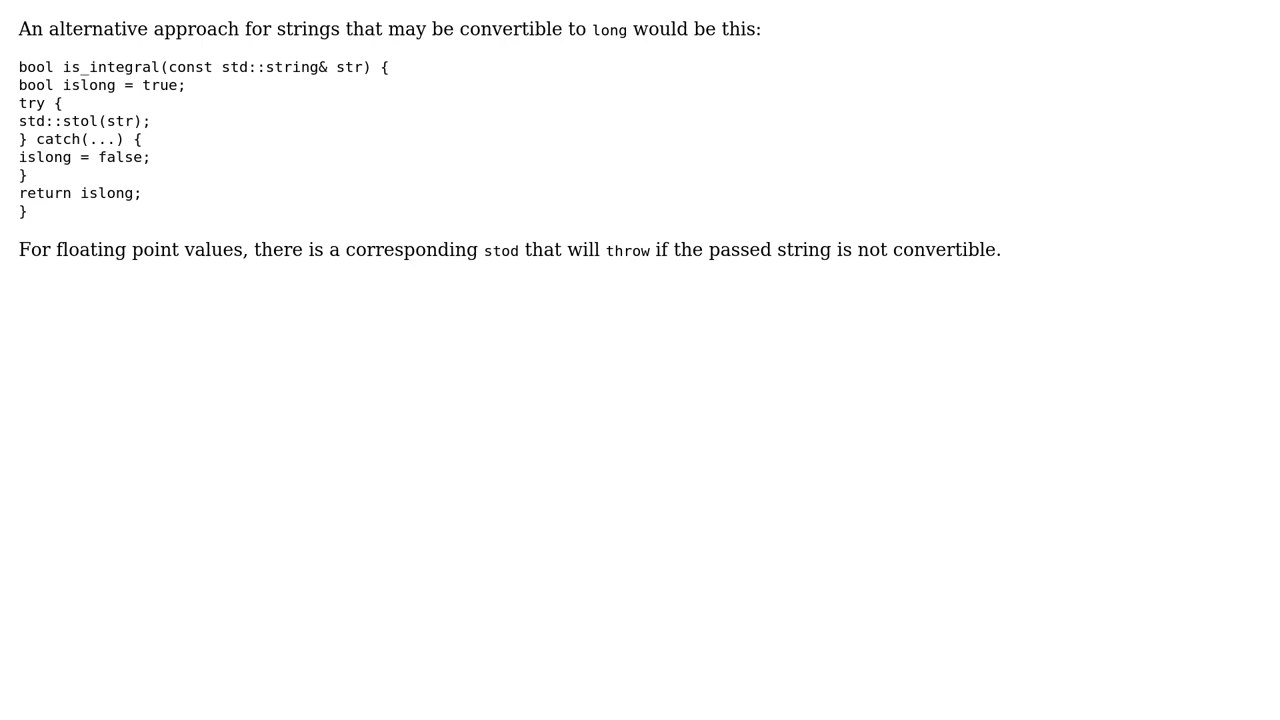 An alternative approach for strings that may be convertible to long would be this:
bool is_integral(const std::string& str) {
bool islong = true;
try {
std::stol(str);
} catch(...) {
islong = false;
}
return islong;
}
For floating point values, there is a corresponding stod that will throw if the passed string is not convertible.